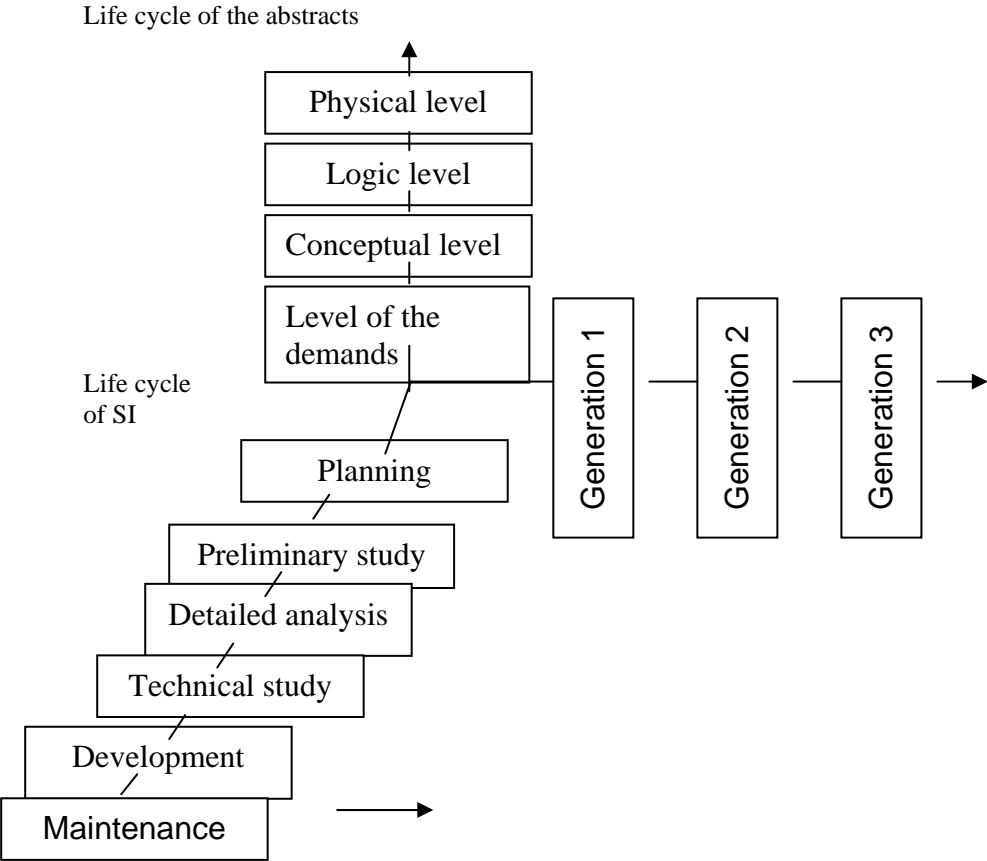 Life cycle of the abstracts
Physical level
Logic level
Conceptual level
Level of the
demands
Life cycle
of SI
Generation 1
Generation 2
Generation 3
Planning
Preliminary study
Detailed analysis
Technical study
Development
Maintenance